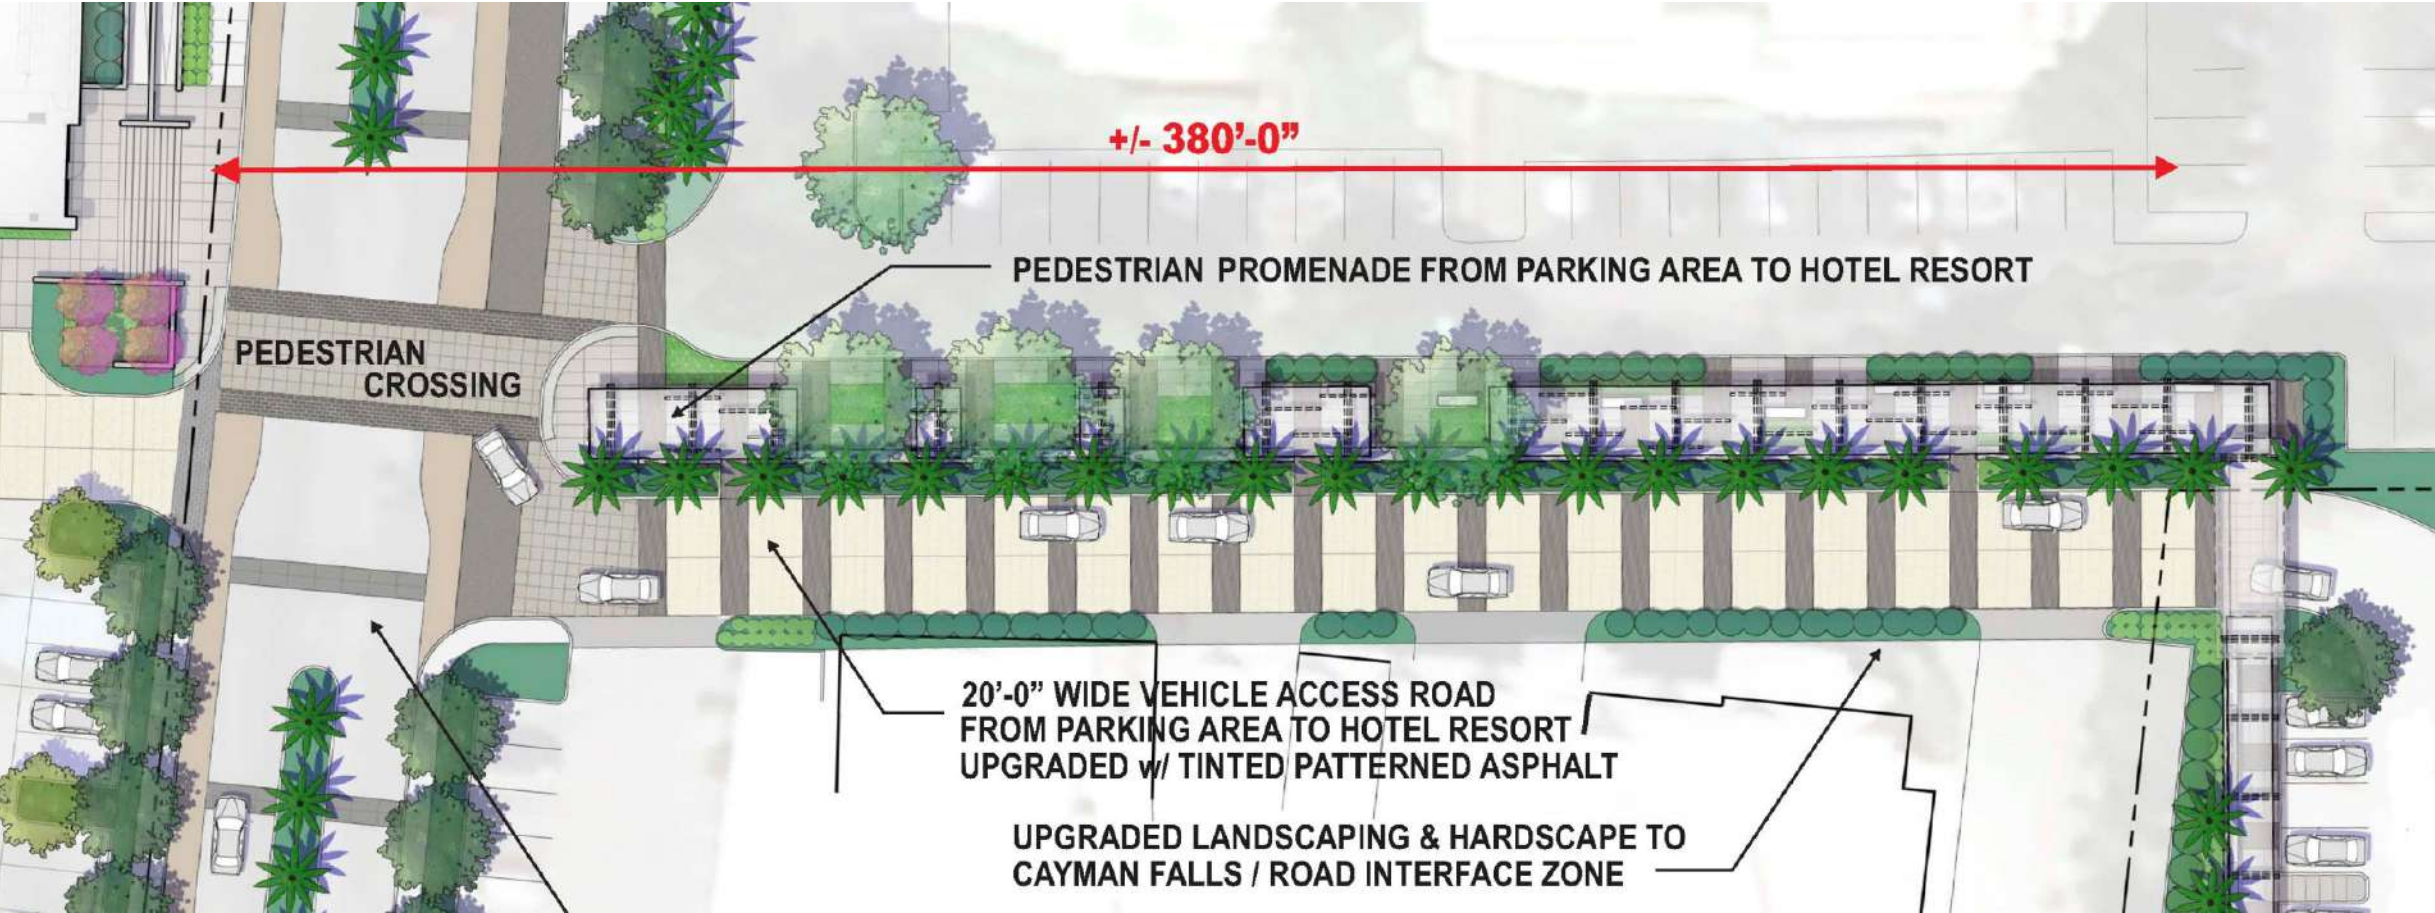 +/- 380’-0”
PEDESTRIAN PROMENADE FROM PARKING AREA TO HOTEL RESORT
PEDESTRIAN
CROSSING
20’-0” WIDE VEHICLE ACCESS ROAD
FROM PARKING AREA TO HOTEL RESORT
UPGRADED w/ TINTED PATTERNED ASPHALT
UPGRADED LANDSCAPING & HARDSCAPE TO
CAYMAN FALLS / ROAD INTERFACE ZONE